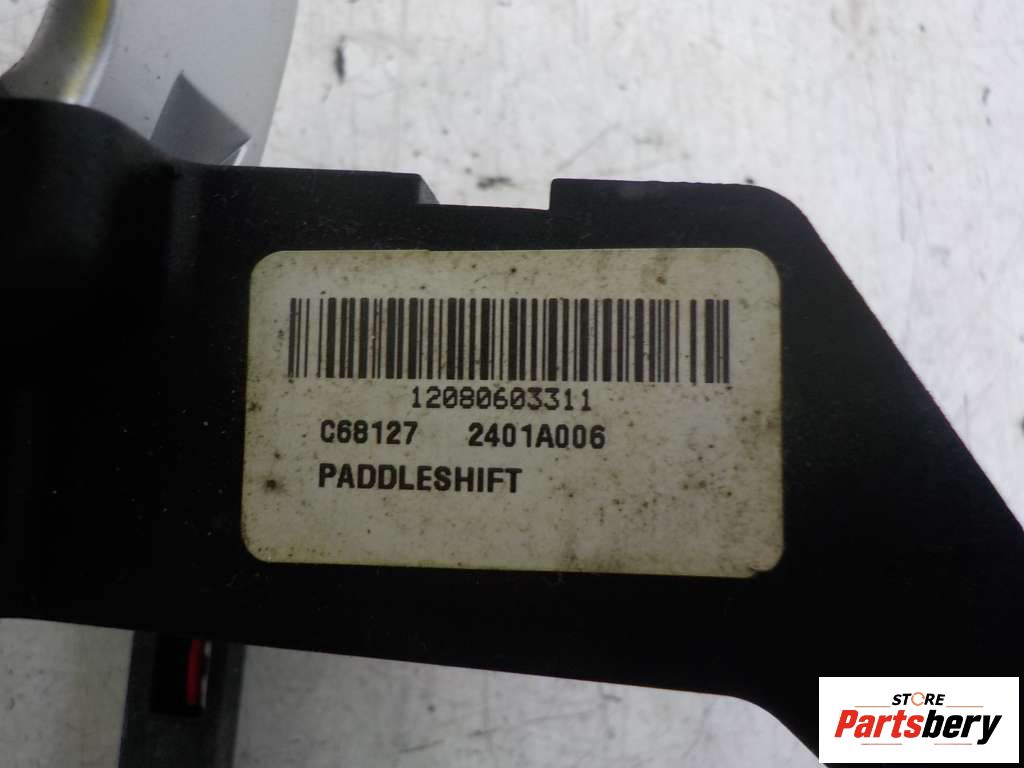 12080603311
C68127 2401A006
PADDLESHIFT
STORE
Partsbery